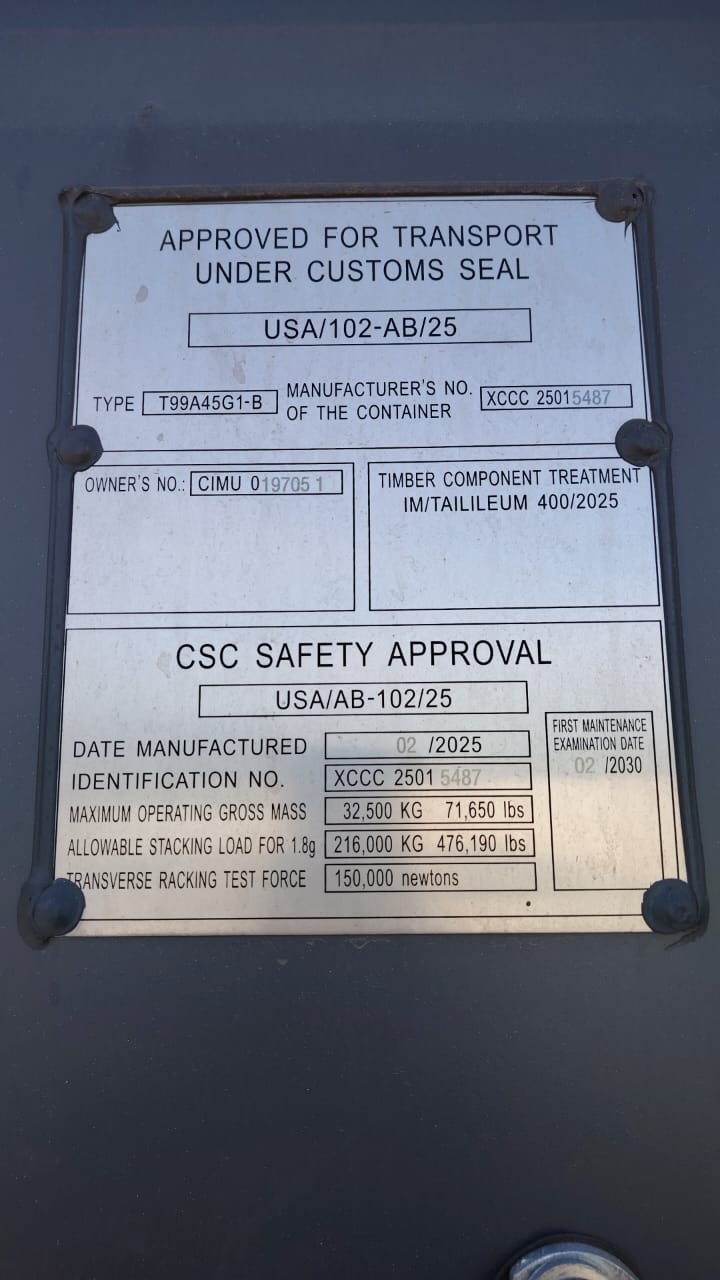 APPROVED FOR TRANSPORT
UNDER CUSTOMS SEAL
USA/102-AB/25
TYPE T99A45G1-B MANUFACTURER'S NO. OF THE CONTAINER XCCC 25015487
OWNER'S NO.: CIMU 019705 1
TIMBER COMPONENT TREATMENT
IM/TAILILEUM 400/2025
CSC SAFETY APPROVAL
USA/AB-102/25
DATE MANUFACTURED 02 /2025
IDENTIFICATION NO. XCCC 25015487
MAXIMUM OPERATING GROSS MASS 32,500 KG 71,650 lbs
ALLOWABLE STACKING LOAD FOR 1.8g 216,000 KG 476,190 lbs
TRANSVERSE RACKING TEST FORCE 150,000 newtons
FIRST MAINTENANCE
EXAMINATION DATE
02 /2030